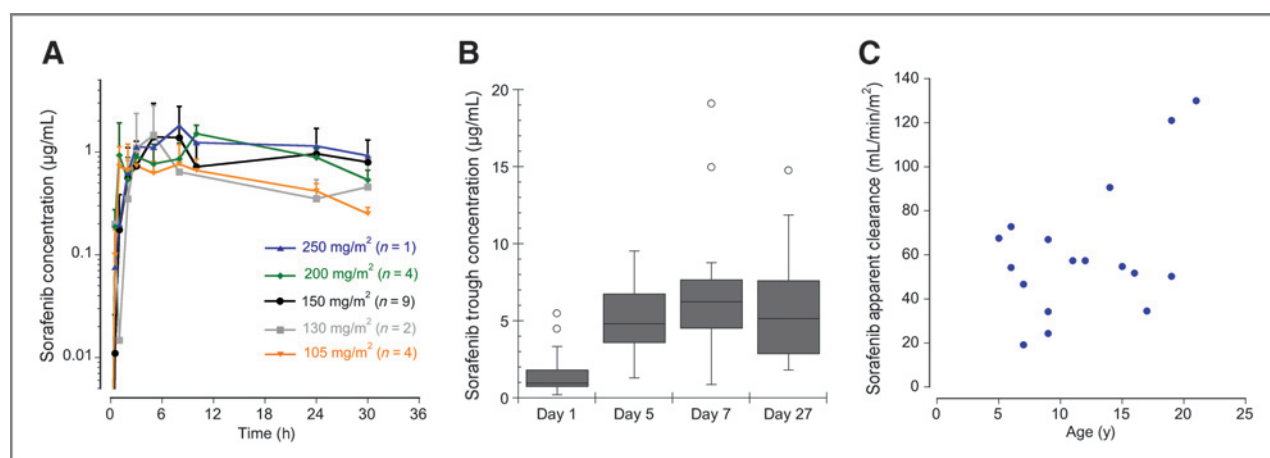 A
Sorafenib concentration (µg/mL)
1
0.1
0.01
0 6 12 18 24 30 36
Time (h)
250 mg/m² (n = 1)
200 mg/m² (n = 4)
150 mg/m² (n = 9)
130 mg/m² (n = 2)
105 mg/m² (n = 4)
B
Sorafenib trough concentration (µg/mL)
20
15
10
5
0
Day 1 Day 5 Day 7 Day 27
C
Sorafenib apparent clearance (mL/min/m²)
140
120
100
80
60
40
20
0
0 5 10 15 20 25
Age (y)